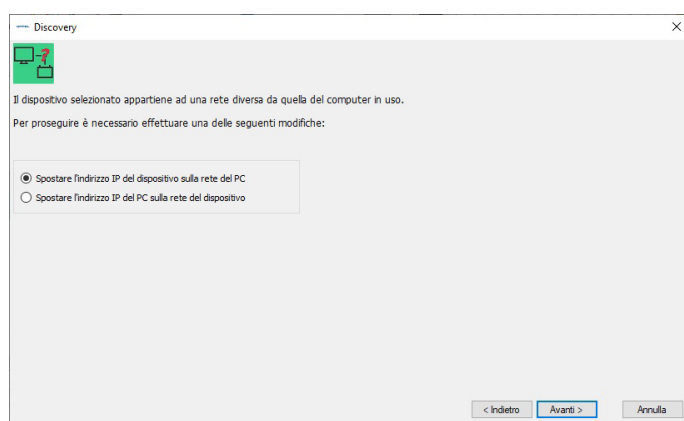 Discovery
Il dispositivo selezionato appartiene ad una rete diversa da quella del computer in uso.
Per proseguire è necessario effettuare una delle seguenti modifiche:
Spostare l'indirizzo IP del dispositivo sulla rete del PC
Spostare l'indirizzo IP del PC sulla rete del dispositivo
< Indietro Avanti > Annulla